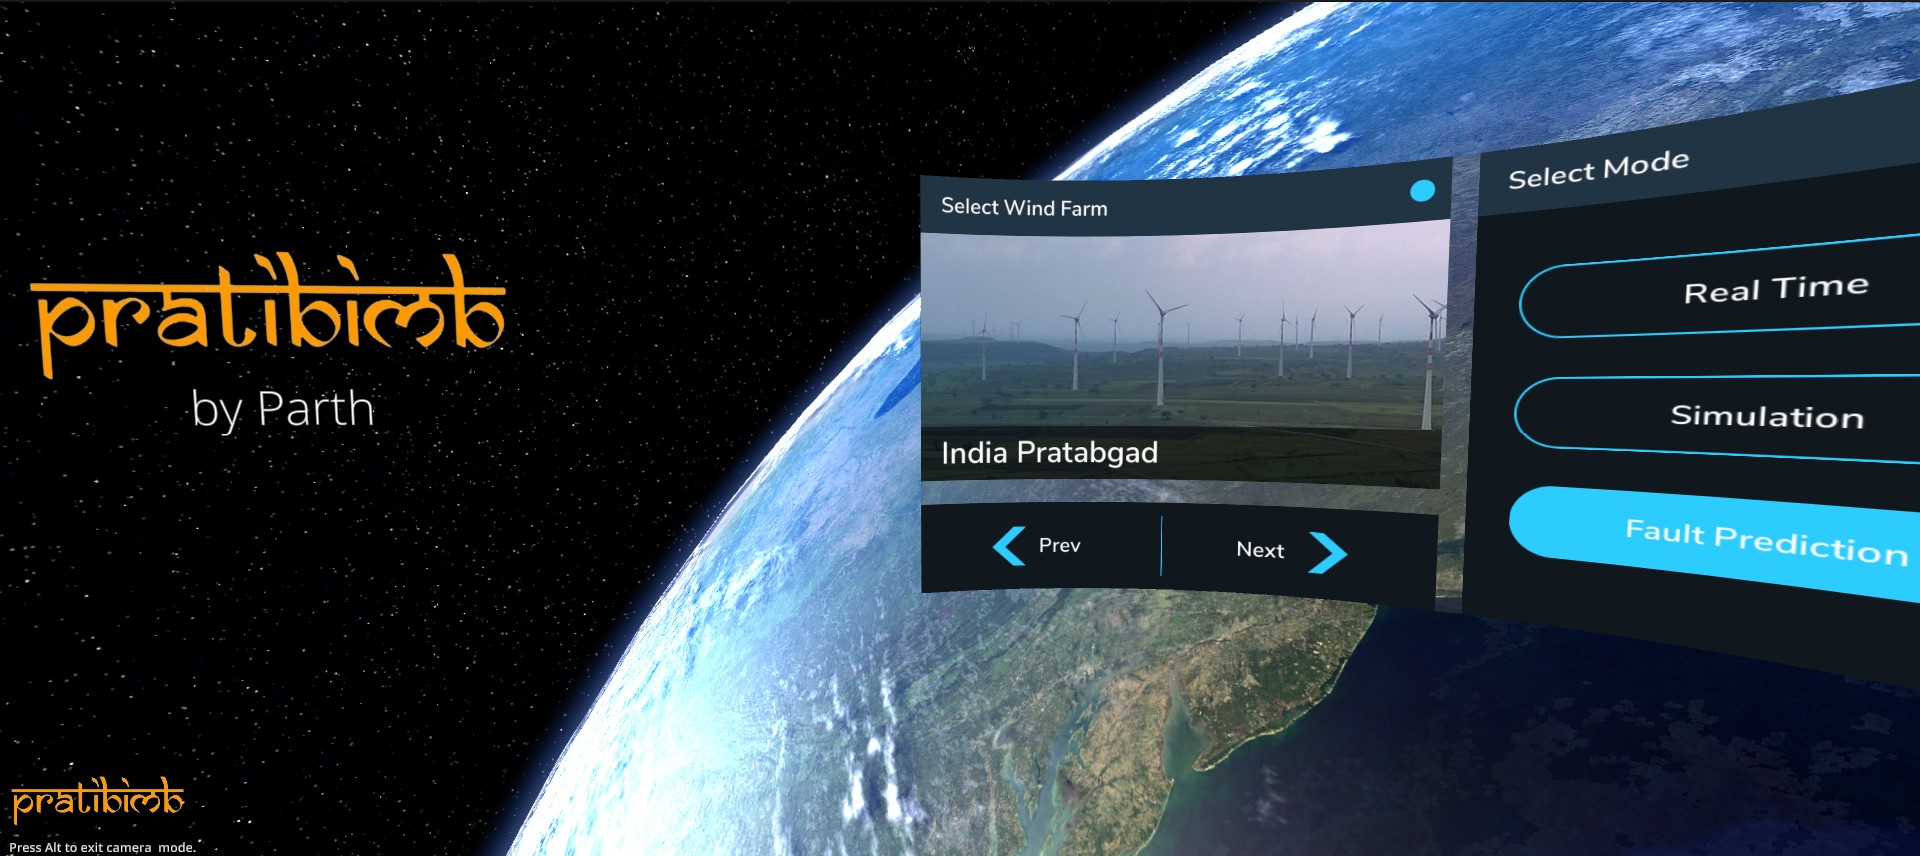 pratibimb
by Parth
Select Wind Farm
India Pratabgad
Prev
Next
Select Mode
Real Time
Simulation
Fault Prediction
pratibimb
Press Alt to exit camera mode.